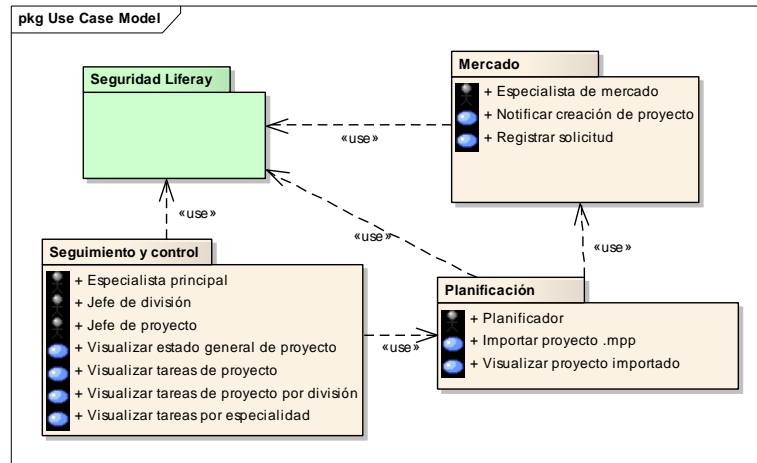 pkg Use Case Model
Seguridad Liferay
Mercado
+ Especialista de mercado
+ Notificar creación de proyecto
+ Registrar solicitud
«use»
«use»
«use»
«use»
Seguimiento y control
+ Especialista principal
+ Jefe de división
+ Jefe de proyecto
+ Visualizar estado general de proyecto
+ Visualizar tareas de proyecto
+ Visualizar tareas de proyecto por división
+ Visualizar tareas por especialidad
«use»
Planificación
+ Planificador
+ Importar proyecto .mpp
+ Visualizar proyecto importado